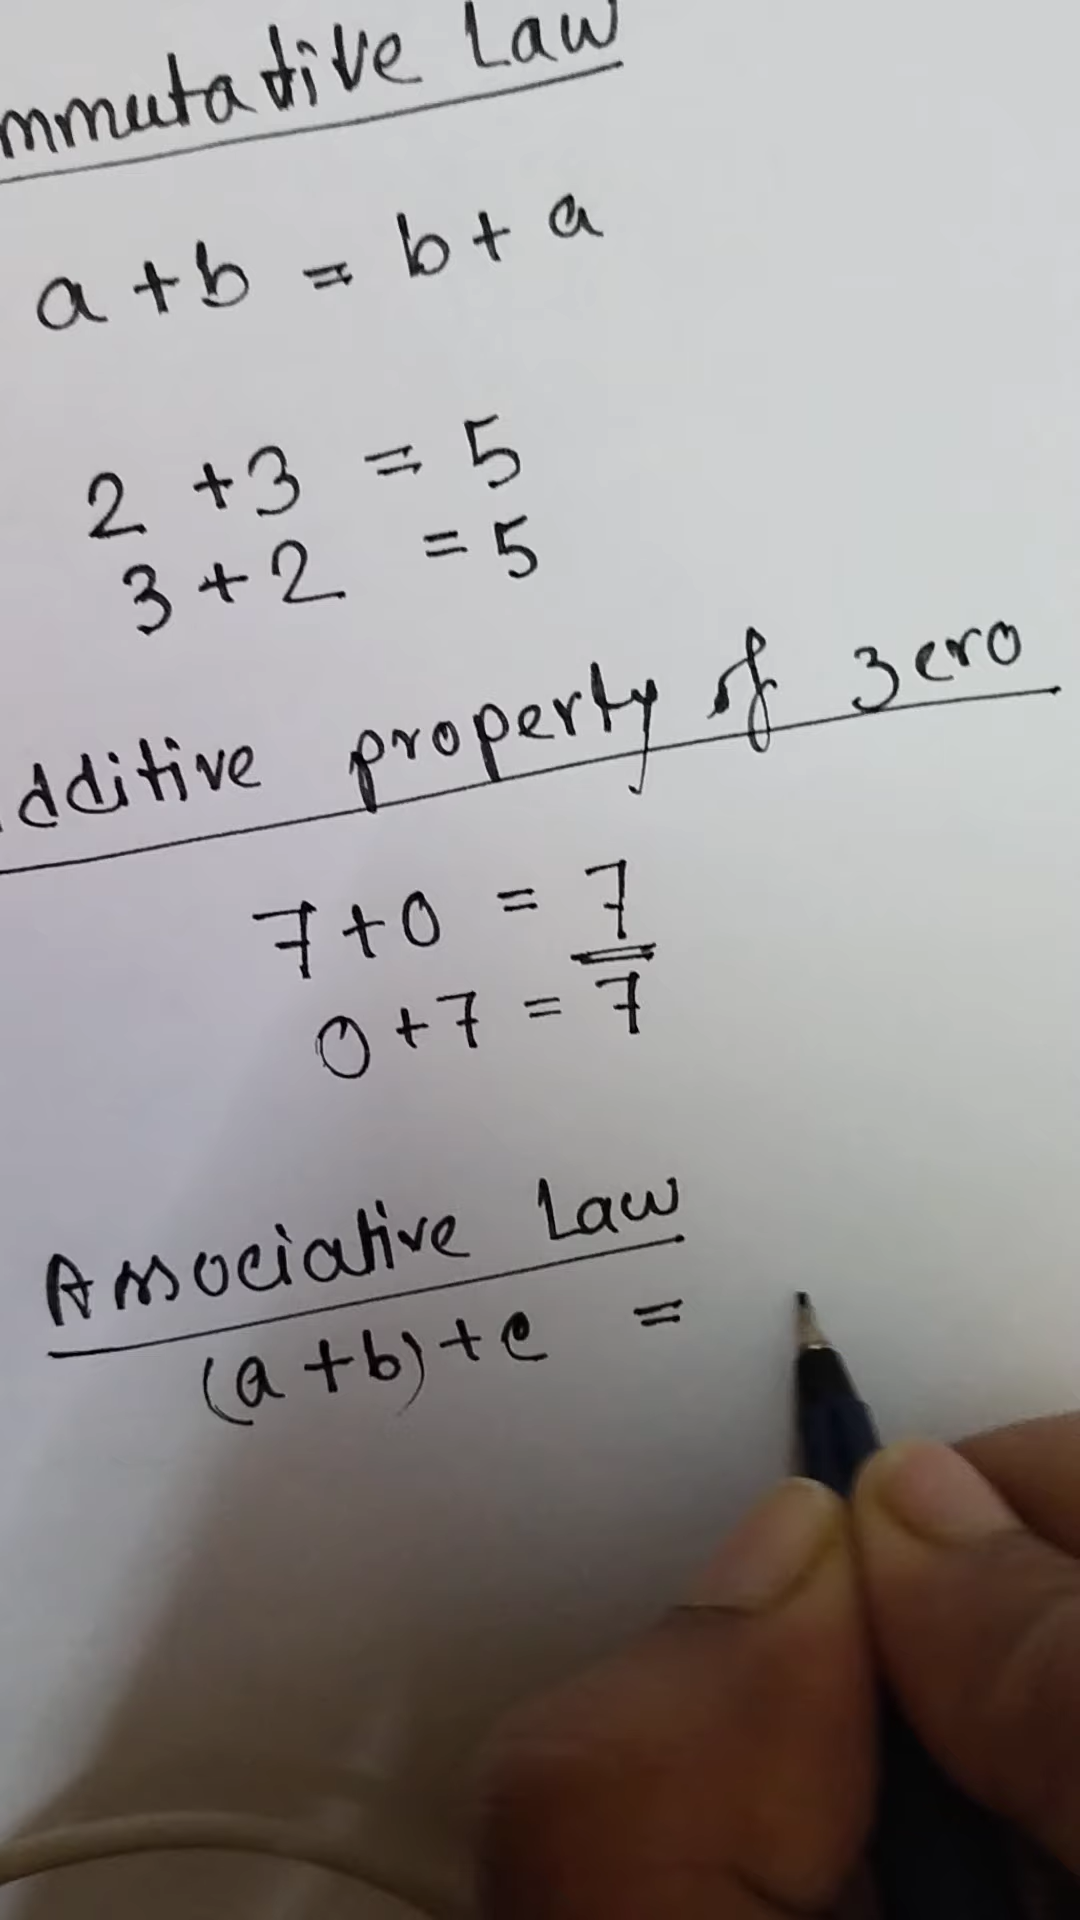 mmutative Law
a + b = b + a
2 + 3 = 5
3 + 2 = 5
dditive property of zero
7 + 0 = 7
0 + 7 = 7
Associative Law
(a + b) + c =